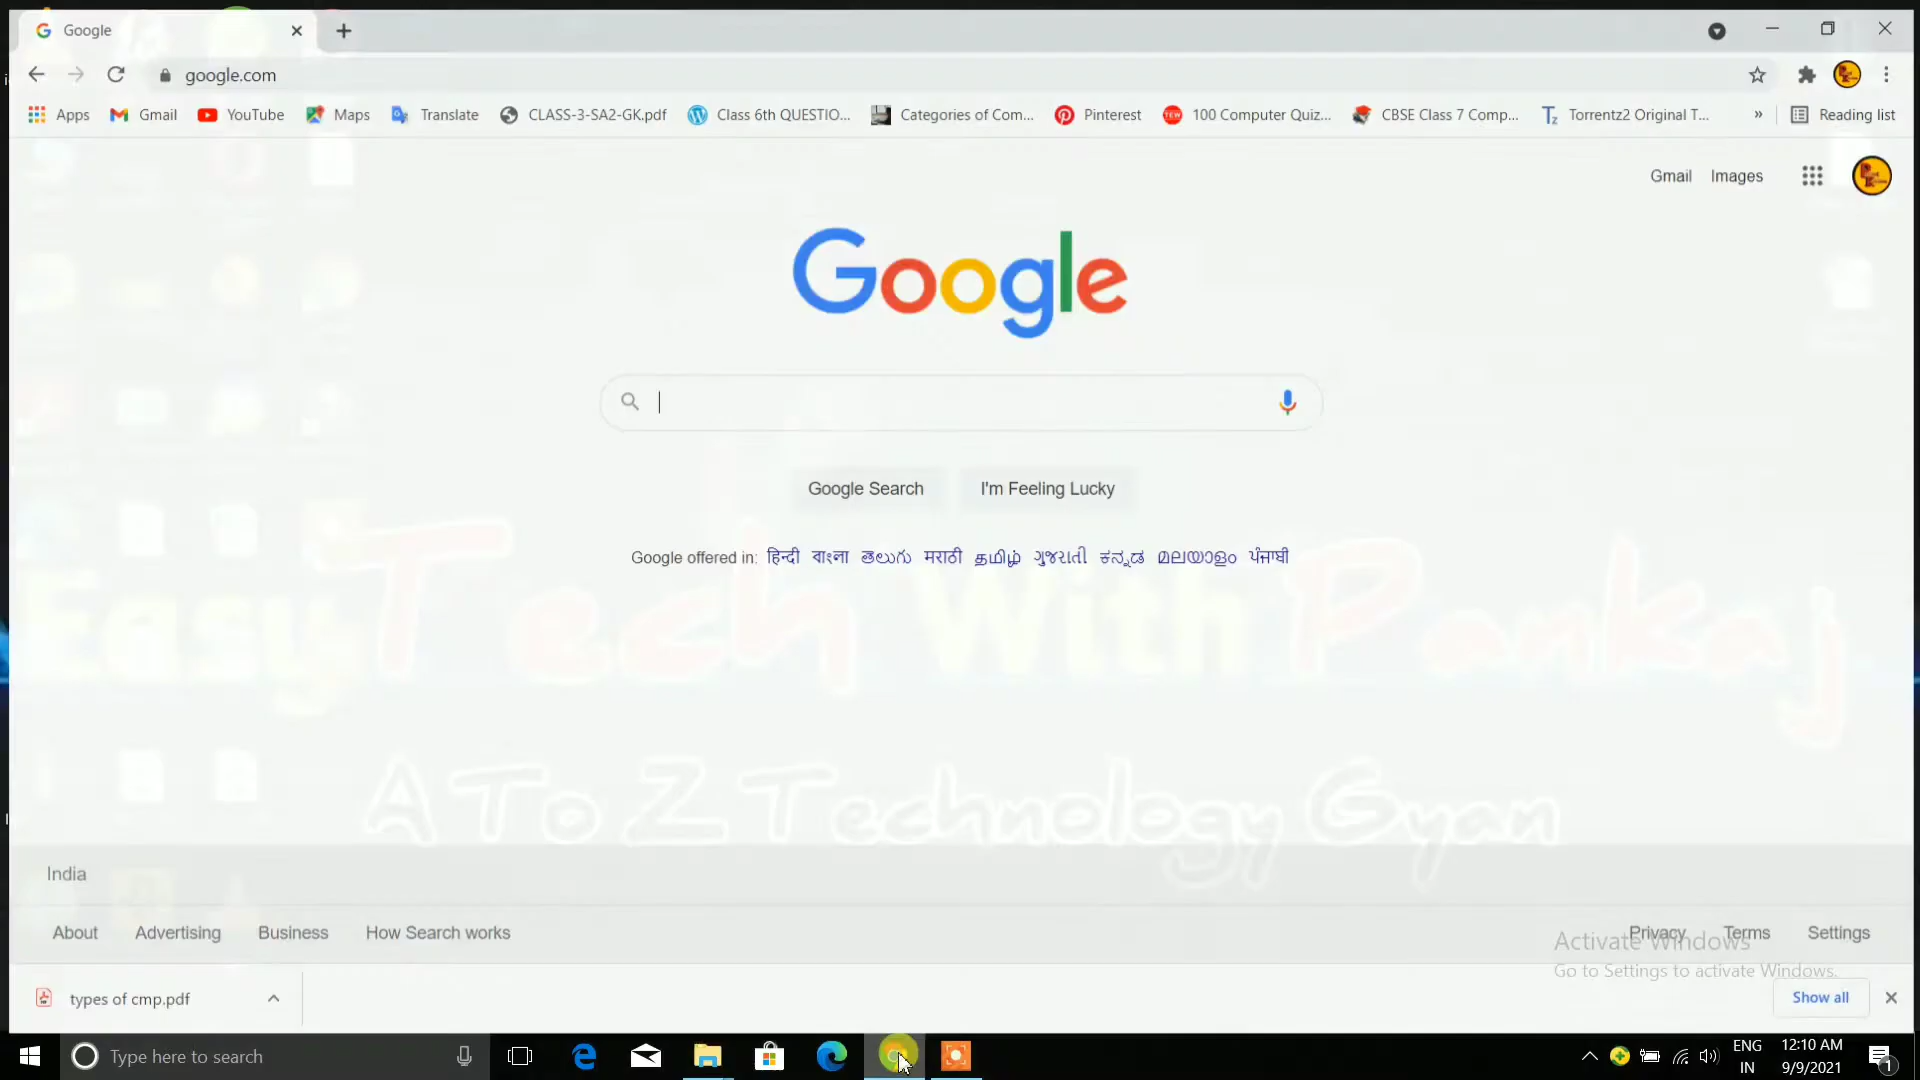 Google
google.com
Apps Gmail YouTube Maps Translate CLASS-3-SA2-GK.pdf Class 6th QUESTIO... Categories of Com... Pinterest 100 Computer Quiz... CBSE Class 7 Comp... Torrentz2 Original T... » Reading list
Gmail Images
Google
Google Search I'm Feeling Lucky
Google offered in: हिन्दी বাংলা తెలుగు मराठी தமிழ் ગુજરાતી ಕನ್ನಡ മലയാളം ਪੰਜਾਬੀ
Easy Tech With Pankaj
A To Z Technology Gyan
India
About Advertising Business How Search works Privacy Terms Settings
Activate Windows
Go to Settings to activate Windows.
types of cmp.pdf Show all
Type here to search ENG 12:10 AM
IN 9/9/2021 1